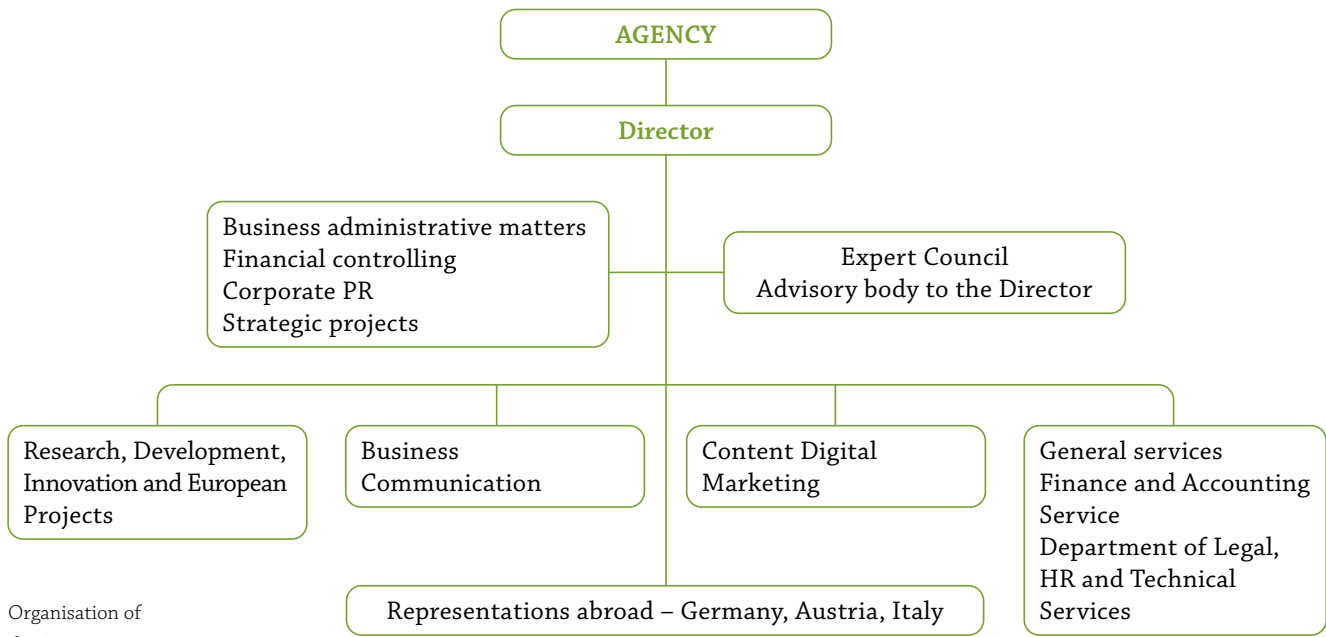 AGENCY
Director
Business administrative matters
Financial controlling
Corporate PR
Strategic projects
Expert Council
Advisory body to the Director
Research, Development,
Innovation and European
Projects
Business
Communication
Content Digital
Marketing
General services
Finance and Accounting
Service
Department of Legal,
HR and Technical
Services
Representations abroad – Germany, Austria, Italy
Organisation of